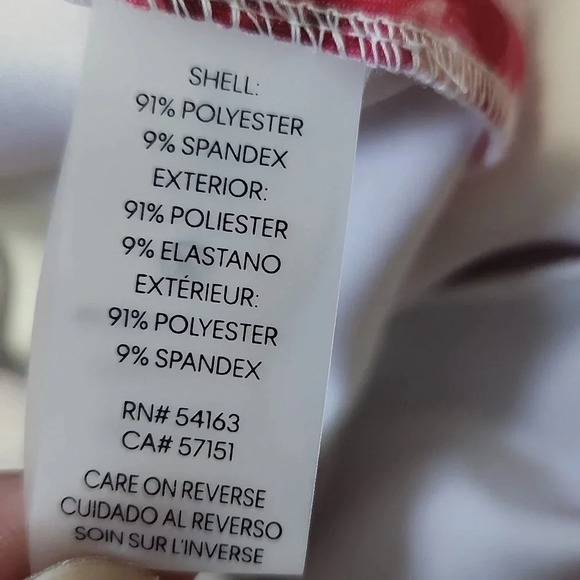 SHELL:
91% POLYESTER
9% SPANDEX
EXTERIOR:
91% POLIESTER
9% ELASTANO
EXTÉRIEUR:
91% POLYESTER
9% SPANDEX
RN# 54163
CA# 57151
CARE ON REVERSE
CUIDADO AL REVERSO
SOIN SUR L'INVERSE